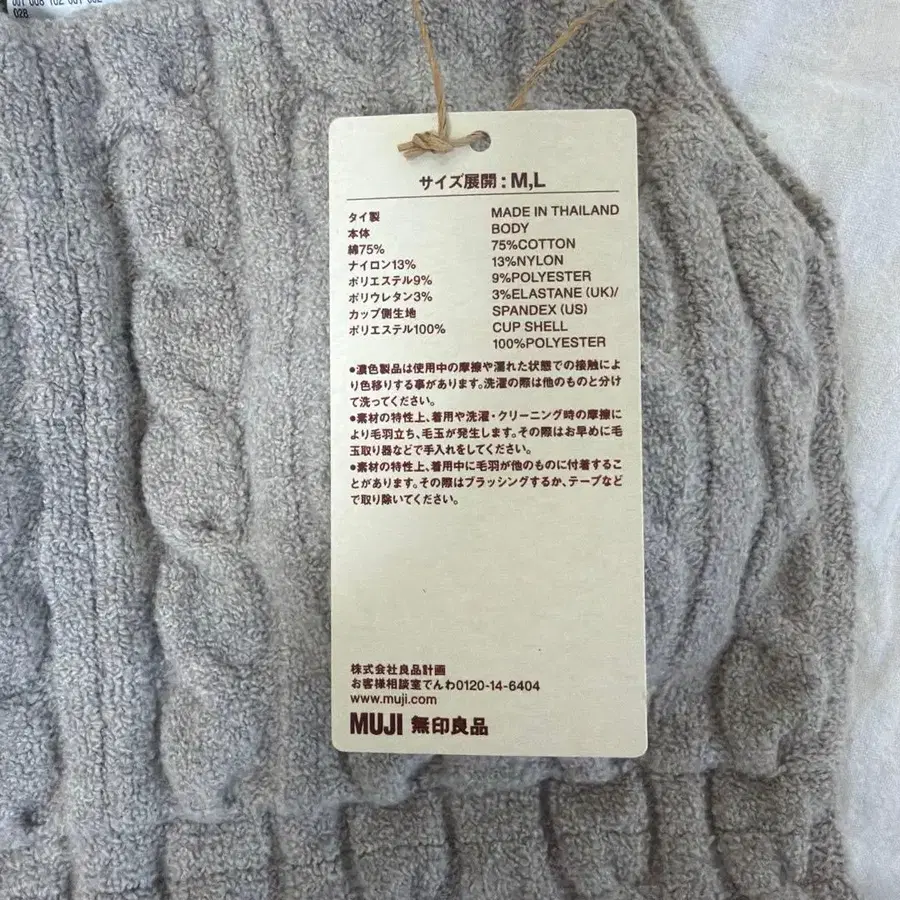 028
サイズ展開：M,L
タイ製
本体
綿75%
ナイロン13%
ポリエステル9%
ポリウレタン3%
カップ側生地
ポリエステル100%
MADE IN THAILAND
BODY
75%COTTON
13%NYLON
9%POLYESTER
3%ELASTANE (UK)/
SPANDEX (US)
CUP SHELL
100%POLYESTER
●濃色製品は使用中の摩擦や濡れた状態での接触によ
り色移りする事があります。洗濯の際は他のものと分け
て洗ってください。
●素材の特性上、着用や洗濯・クリーニング時の摩擦に
より毛羽立ち、毛玉が発生します。その際はお早めに毛
玉取り器などで手入れをしてください。
●素材の特性上、着用中に毛羽が他のものに付着するこ
とがあります。その際はブラッシングするか、テープなど
で取り除いてください。
株式会社良品計画
お客様相談室でんわ0120-14-6404
www.muji.com
MUJI 無印良品